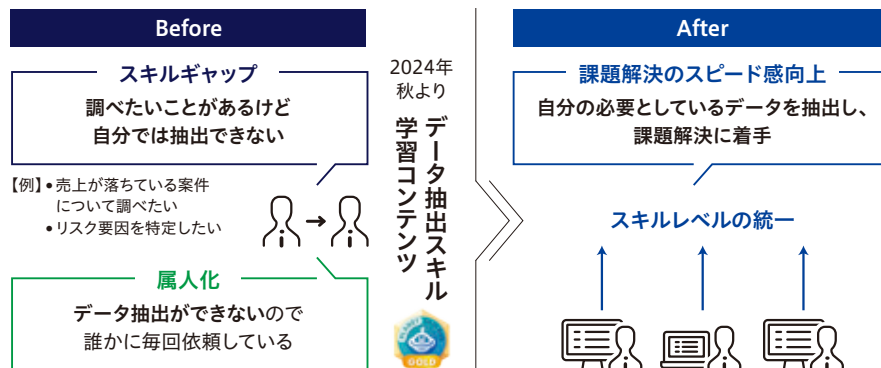 Before
スキルギャップ
調べたいことがあるけど
自分では抽出できない
【例】•売上が落ちている案件
について調べたい
•リスク要因を特定したい
属人化
データ抽出ができないので
誰かに毎回依頼している
2024年
秋より
データ抽出スキル
学習コンテンツ
GOLD
After
課題解決のスピード感向上
自分の必要としているデータを抽出し、
課題解決に着手
スキルレベルの統一